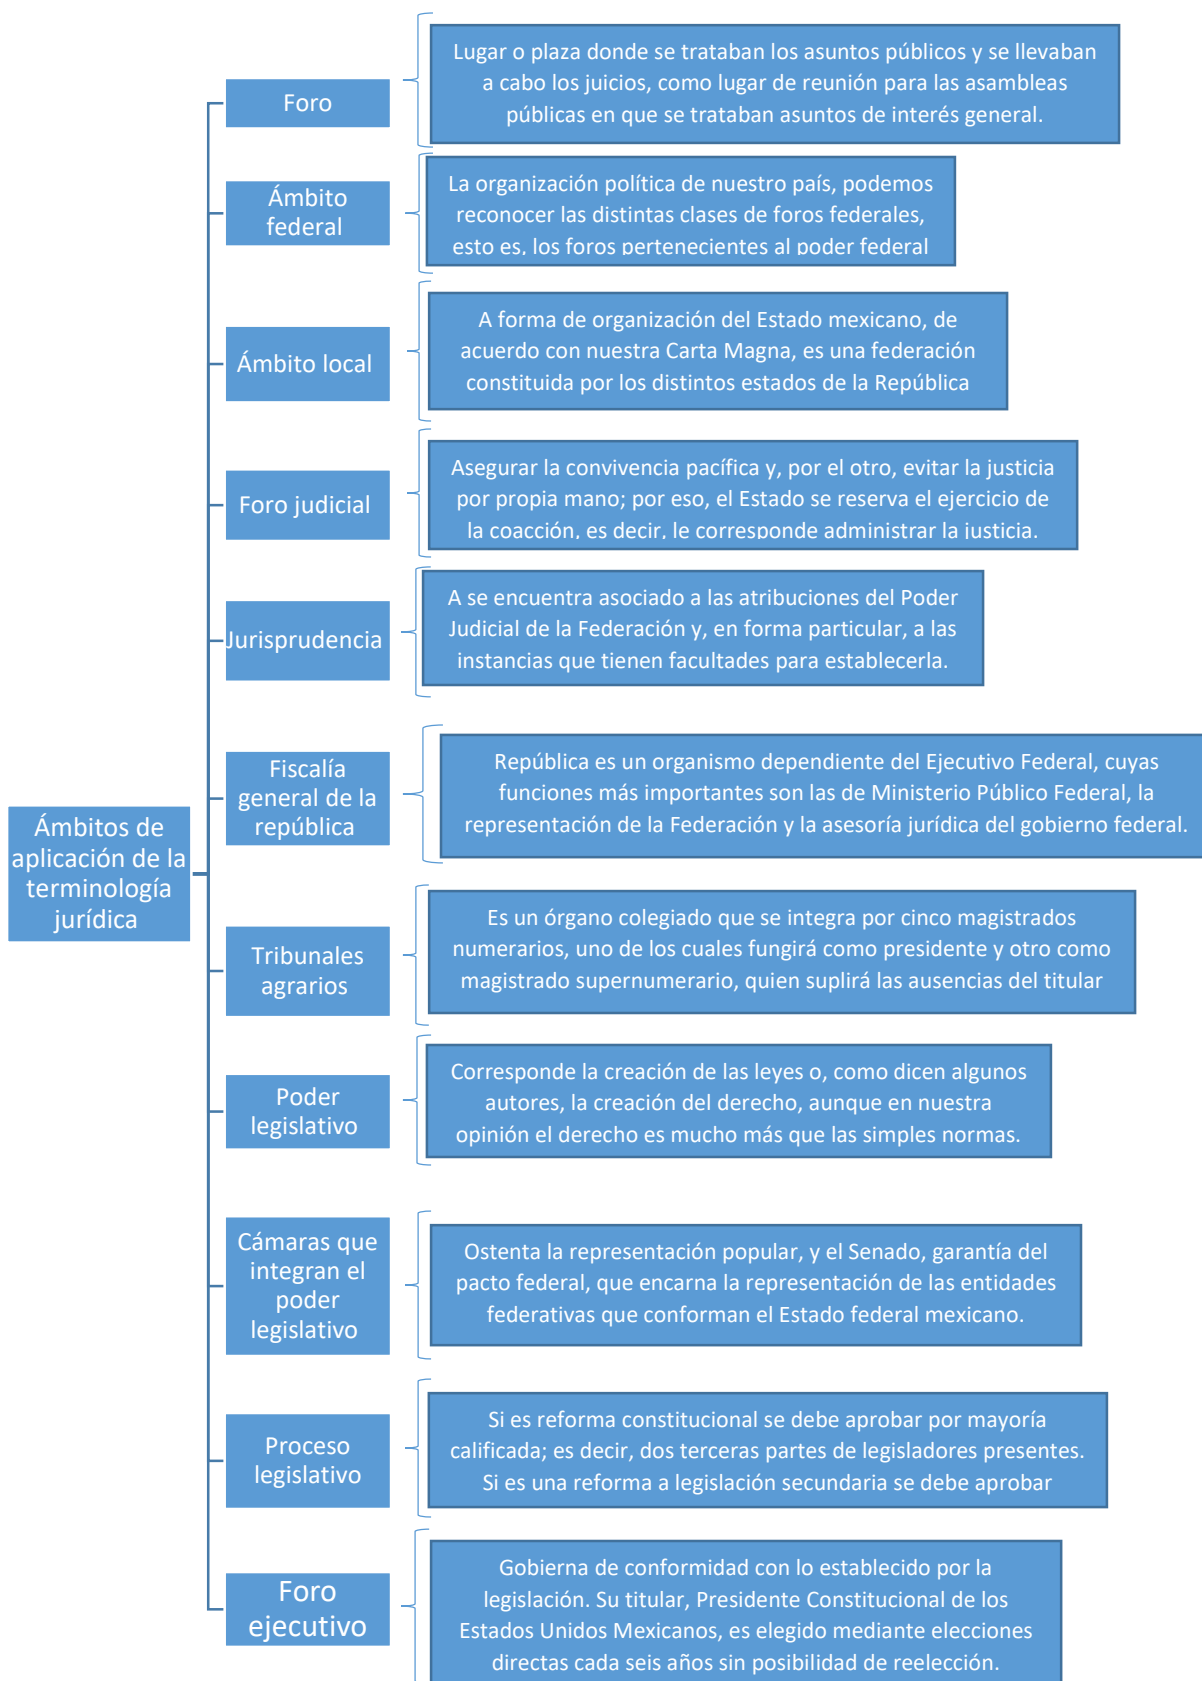 Ámbitos de
aplicación de la
terminología
jurídica
Foro
Lugar o plaza donde se trataban los asuntos públicos y se llevaban
a cabo los juicios, como lugar de reunión para las asambleas
públicas en que se trataban asuntos de interés general.
Ámbito
federal
La organización política de nuestro país, podemos
reconocer las distintas clases de foros federales,
esto es, los foros pertenecientes al poder federal
Ámbito local
A forma de organización del Estado mexicano, de
acuerdo con nuestra Carta Magna, es una federación
constituida por los distintos estados de la República
Foro judicial
Asegurar la convivencia pacífica y, por el otro, evitar la justicia
por propia mano; por eso, el Estado se reserva el ejercicio de
la coacción, es decir, le corresponde administrar la justicia.
Jurisprudencia
A se encuentra asociado a las atribuciones del Poder
Judicial de la Federación y, en forma particular, a las
instancias que tienen facultades para establecerla.
Fiscalía
general de la
república
República es un organismo dependiente del Ejecutivo Federal, cuyas
funciones más importantes son las de Ministerio Público Federal, la
representación de la Federación y la asesoría jurídica del gobierno federal.
Tribunales
agrarios
Es un órgano colegiado que se integra por cinco magistrados
numerarios, uno de los cuales fungirá como presidente y otro como
magistrado supernumerario, quien suplirá las ausencias del titular
Poder
legislativo
Corresponde la creación de las leyes o, como dicen algunos
autores, la creación del derecho, aunque en nuestra
opinión el derecho es mucho más que las simples normas.
Cámaras que
integran el
poder
legislativo
Ostenta la representación popular, y el Senado, garantía del
pacto federal, que encarna la representación de las entidades
federativas que conforman el Estado federal mexicano.
Proceso
legislativo
Si es reforma constitucional se debe aprobar por mayoría
calificada; es decir, dos terceras partes de legisladores presentes.
Si es una reforma a legislación secundaria se debe aprobar
Foro
ejecutivo
Gobierna de conformidad con lo establecido por la
legislación. Su titular, Presidente Constitucional de los
Estados Unidos Mexicanos, es elegido mediante elecciones
directas cada seis años sin posibilidad de reelección.